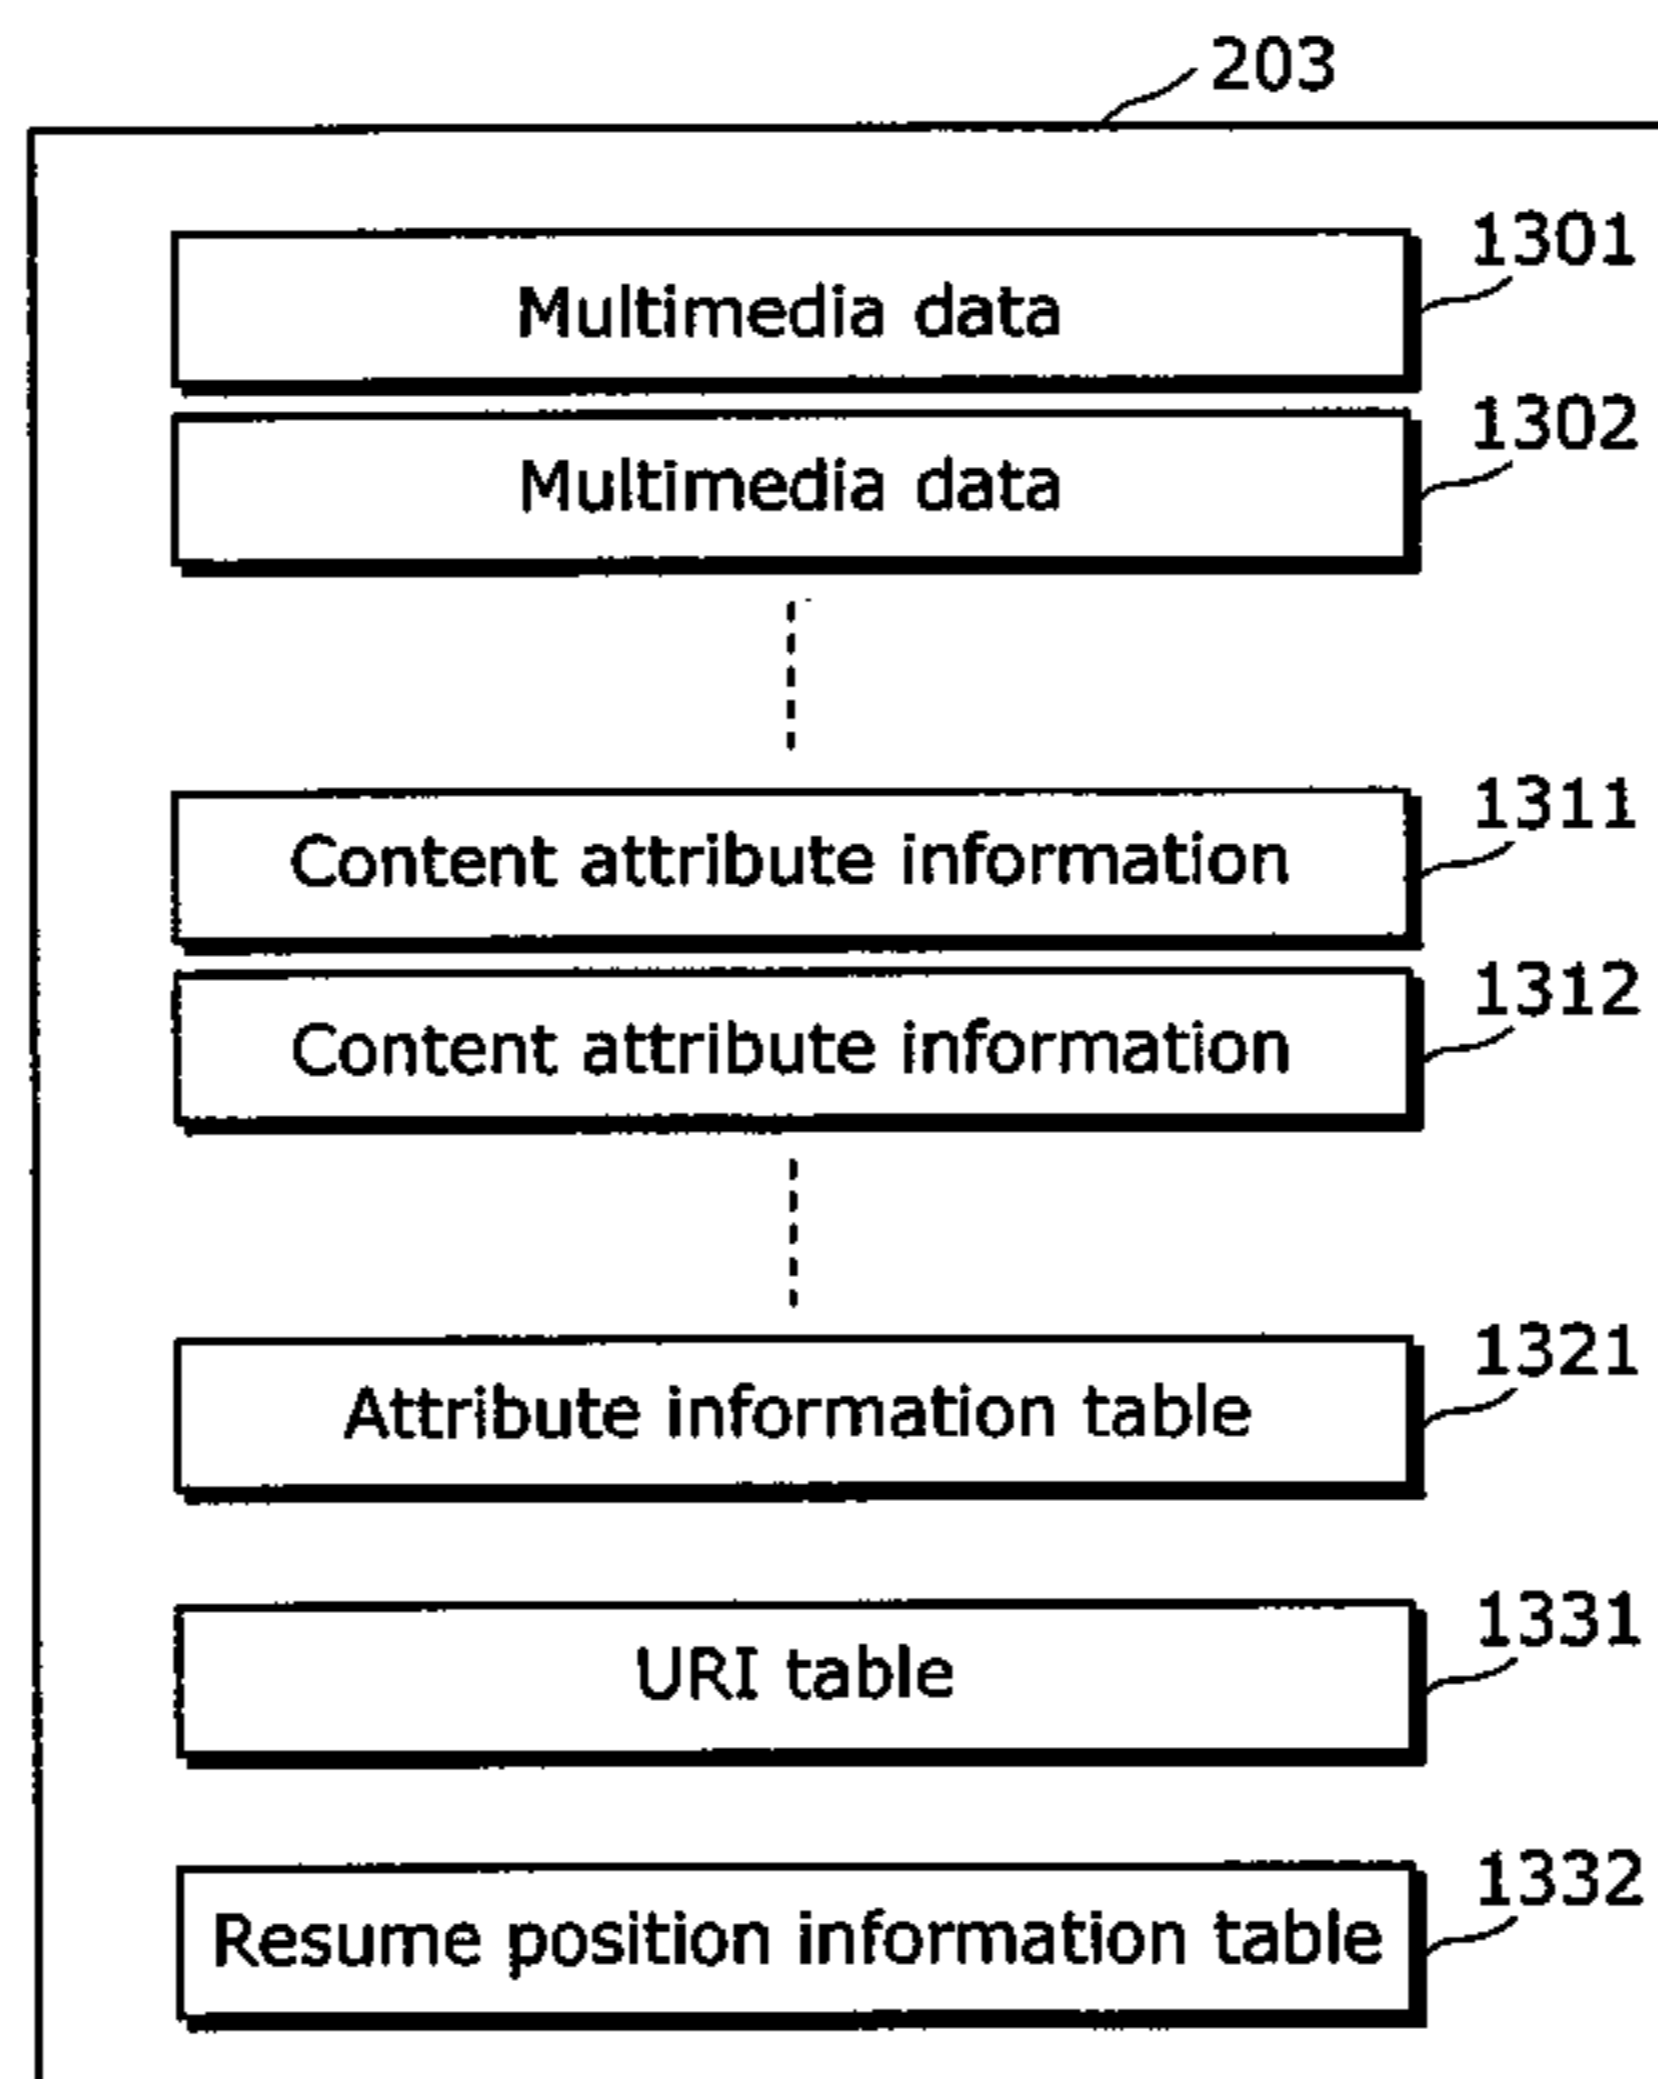 203
1301
Multimedia data
1302
Multimedia data
1311
Content attribute information
1312
Content attribute information
1321
Attribute information table
1331
URI table
1332
Resume position information table